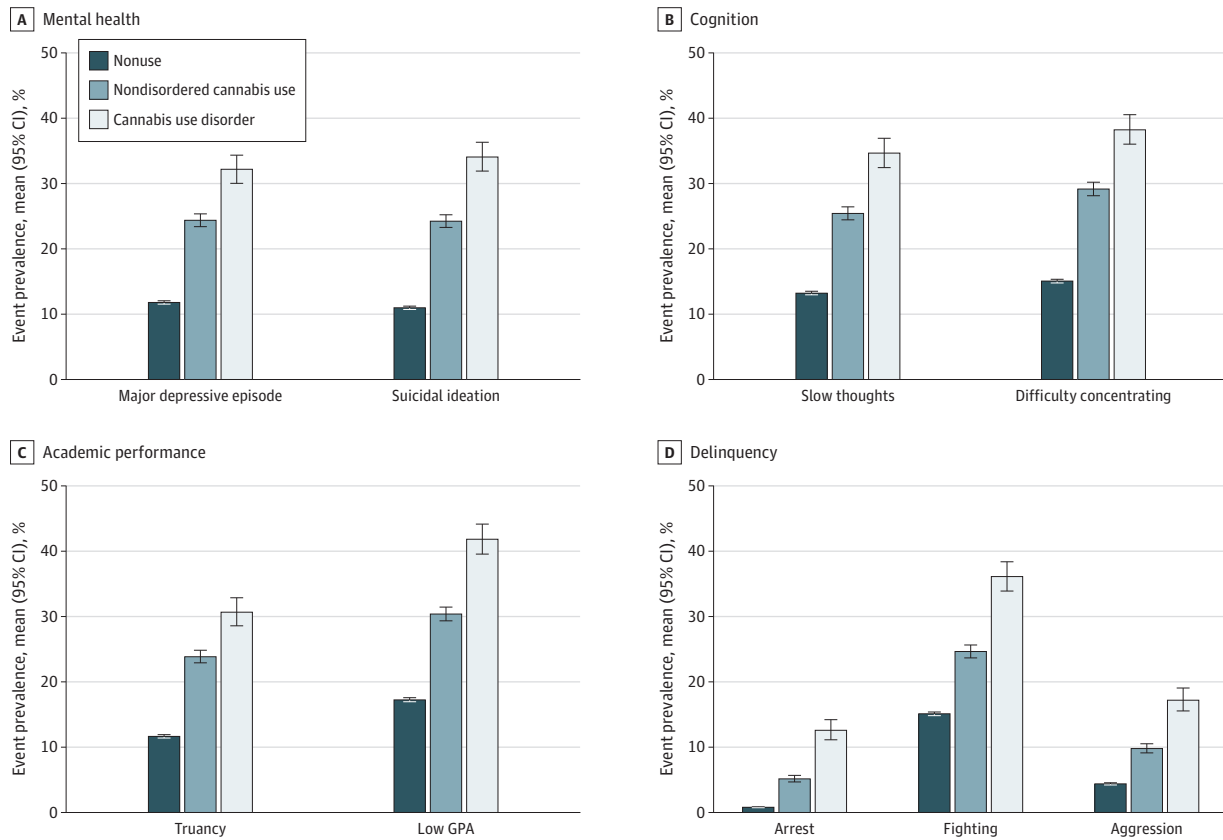 A Mental health
Event prevalence, mean (95% CI), %
50
40
30
20
10
0
Nonuse
Nondisordered cannabis use
Cannabis use disorder
Major depressive episode
Suicidal ideation
B Cognition
Event prevalence, mean (95% CI), %
50
40
30
20
10
0
Slow thoughts
Difficulty concentrating
C Academic performance
Event prevalence, mean (95% CI), %
50
40
30
20
10
0
Truancy
Low GPA
D Delinquency
Event prevalence, mean (95% CI), %
50
40
30
20
10
0
Arrest
Fighting
Aggression